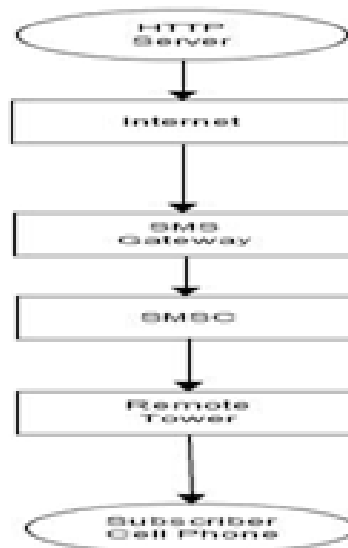 HTTP
Server
Internet
SMS
Gateway
SMSC
Remote
Tower
Subscriber
Cell Phone